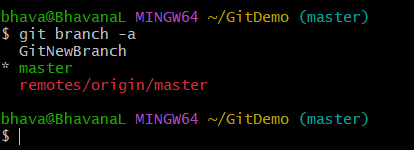 bhava@BhavanaL MINGW64 ~/GitDemo (master)
$ git branch -a
  GitNewBranch
* master
  remotes/origin/master

bhava@BhavanaL MINGW64 ~/GitDemo (master)
$